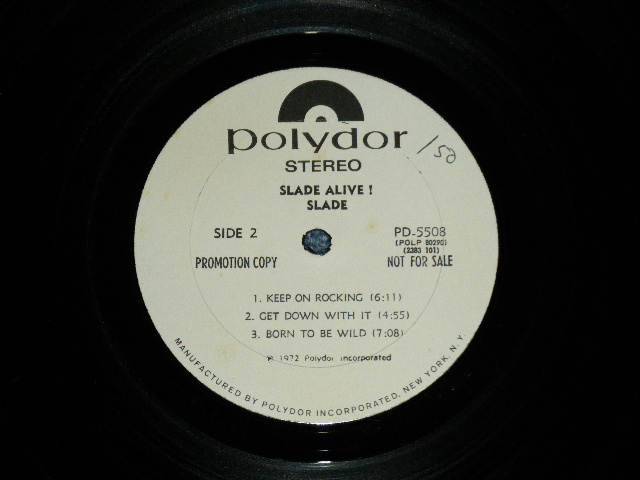 polydor
150
STEREO
SLADE ALIVE !
SLADE
SIDE 2
PD-5508
(POLP 80290)
(2383 101)
PROMOTION COPY
NOT FOR SALE
1. KEEP ON ROCKING (6:11)
2. GET DOWN WITH IT (4:55)
3. BORN TO BE WILD (7:08)
℗ 1972 Polydor Incorporated
MANUFACTURED BY POLYDOR INCORPORATED, NEW YORK, N.Y.